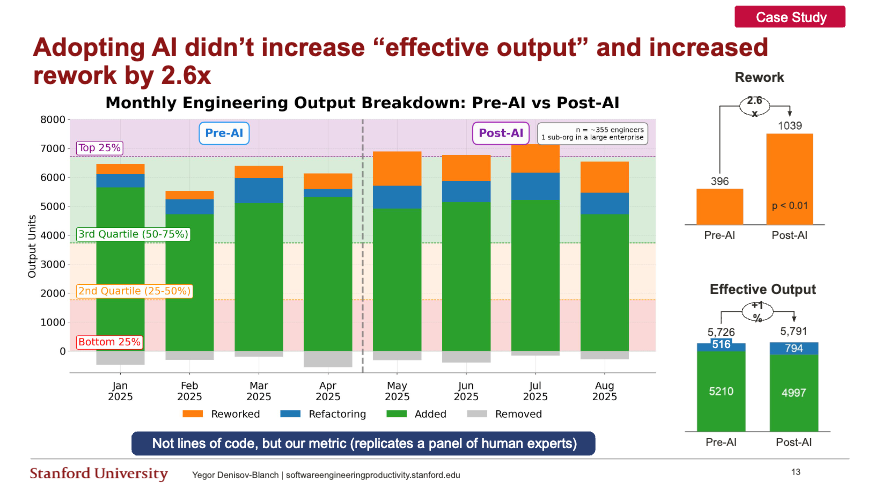 Case Study
Adopting AI didn’t increase “effective output” and increased
rework by 2.6x
Monthly Engineering Output Breakdown: Pre-AI vs Post-AI
Output Units
8000
7000
6000
5000
4000
3000
2000
1000
0
Top 25%
3rd Quartile (50-75%)
2nd Quartile (25-50%)
Bottom 25%
Pre-AI
Post-AI
n = ~355 engineers
1 sub-org in a large enterprise
Jan
2025
Feb
2025
Mar
2025
Apr
2025
May
2025
Jun
2025
Jul
2025
Aug
2025
Reworked
Refactoring
Added
Removed
Rework
2.6
x
396
1039
p < 0.01
Pre-AI
Post-AI
Effective Output
+1
%
5,726
5,791
516
794
5210
4997
Pre-AI
Post-AI
Not lines of code, but our metric (replicates a panel of human experts)
Stanford University
Yegor Denisov-Blanch | softwareengineeringproductivity.stanford.edu
13